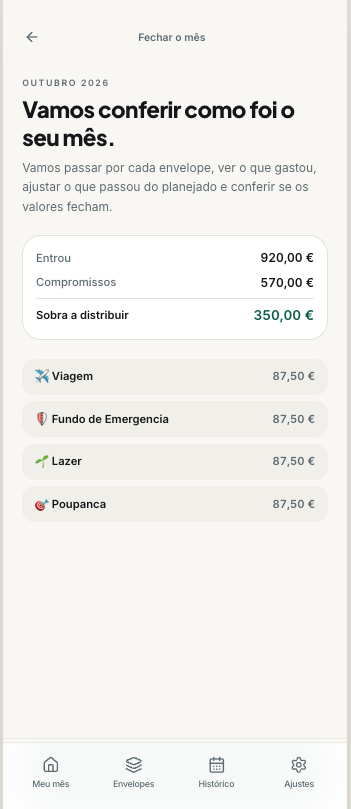 Fechar o mês
OUTUBRO 2026
Vamos conferir como foi o
seu mês.
Vamos passar por cada envelope, ver o que gastou,
ajustar o que passou do planejado e conferir se os
valores fecham.
Entrou 920,00 €
Compromissos 570,00 €
Sobra a distribuir 350,00 €
Viagem 87,50 €
Fundo de Emergencia 87,50 €
Lazer 87,50 €
Poupanca 87,50 €
Meu mês Envelopes Histórico Ajustes